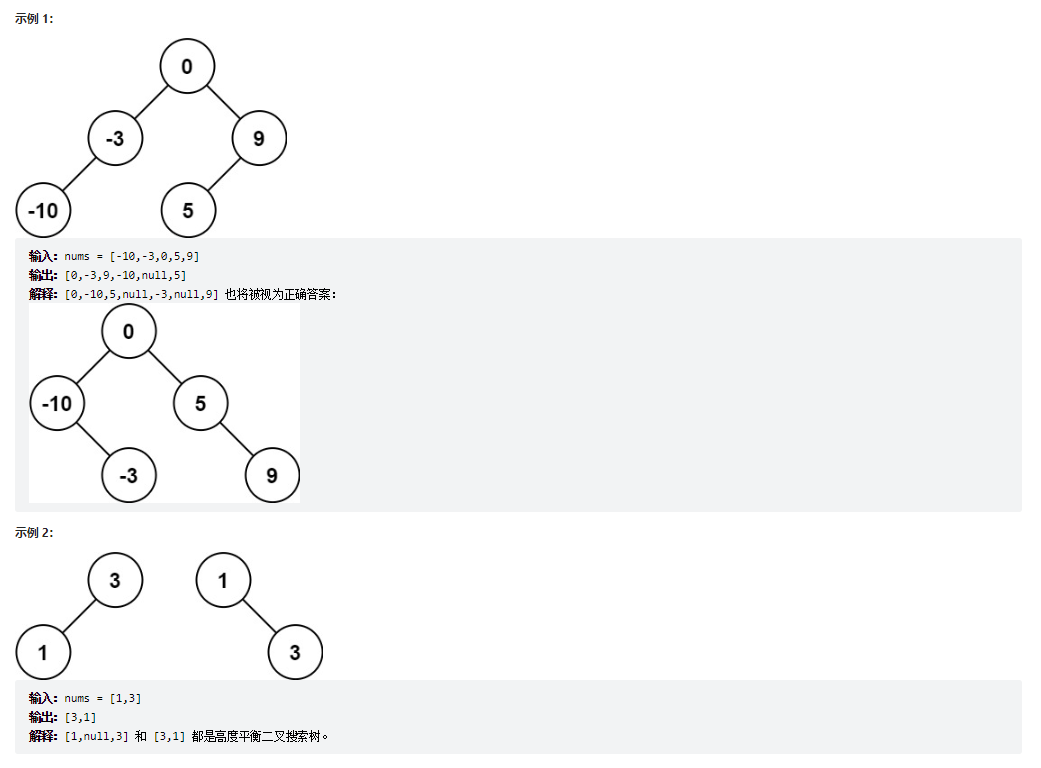 示例 1：
0
-3 9
-10 5
输入：nums = [-10,-3,0,5,9]
输出：[0,-3,9,-10,null,5]
解释：[0,-10,5,null,-3,null,9] 也将被视为正确答案：
0
-10 5
-3 9
示例 2：
3 1
1 3
输入：nums = [1,3]
输出：[3,1]
解释：[1,null,3] 和 [3,1] 都是高度平衡二叉搜索树。